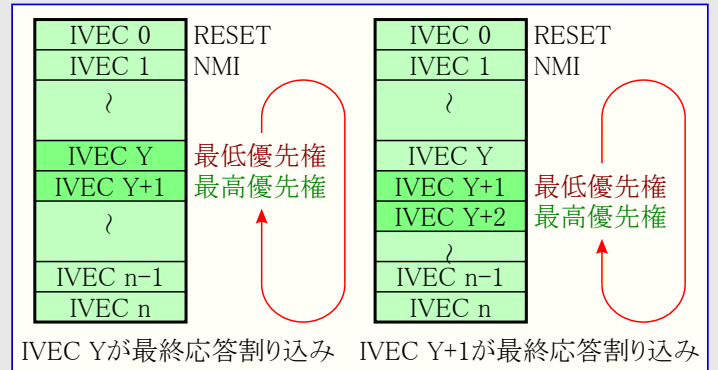 IVEC 0 RESET
IVEC 1 NMI
~
IVEC Y 最低優先権
IVEC Y+1 最高優先権
~
IVEC n-1
IVEC n
IVEC Yが最終応答割り込み
IVEC 0 RESET
IVEC 1 NMI
~
IVEC Y
IVEC Y+1 最低優先権
IVEC Y+2 最高優先権
~
IVEC n-1
IVEC n
IVEC Y+1が最終応答割り込み